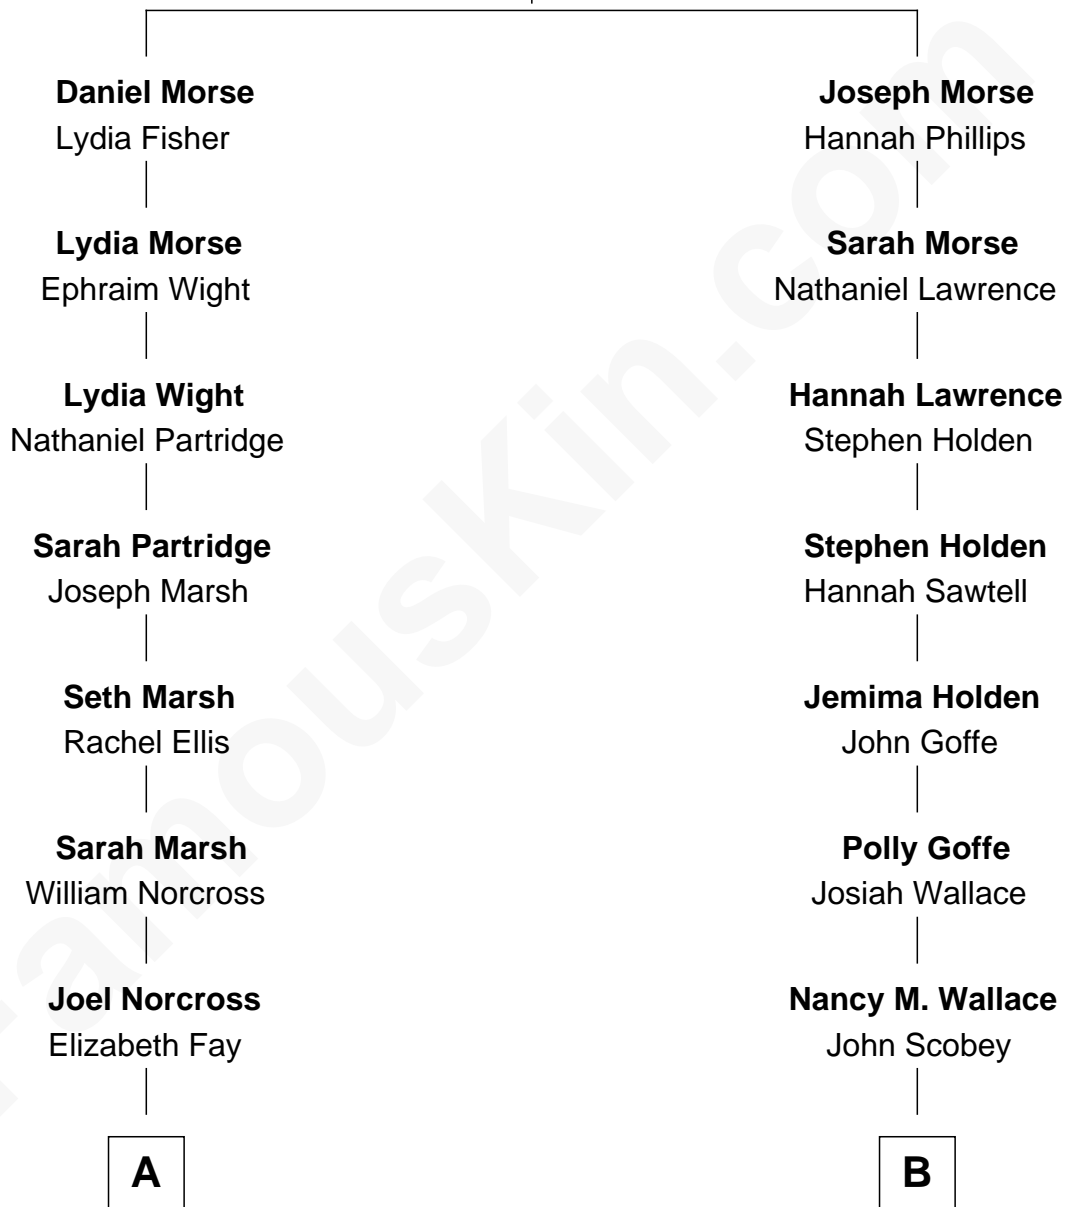 Daniel Morse
Lydia Fisher
Lydia Morse
Ephraim Wight
Lydia Wight
Nathaniel Partridge
Sarah Partridge
Joseph Marsh
Seth Marsh
Rachel Ellis
Sarah Marsh
William Norcross
Joel Norcross
Elizabeth Fay
A
Joseph Morse
Hannah Phillips
Sarah Morse
Nathaniel Lawrence
Hannah Lawrence
Stephen Holden
Stephen Holden
Hannah Sawtell
Jemima Holden
John Goffe
Polly Goffe
Josiah Wallace
Nancy M. Wallace
John Scobey
B
FamousKin.com